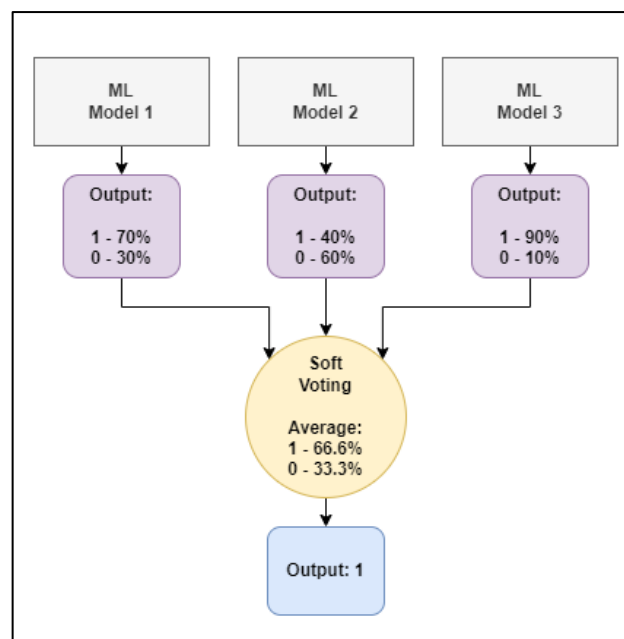 ML
Model 1
ML
Model 2
ML
Model 3
Output:
1 - 70%
0 - 30%
Output:
1 - 40%
0 - 60%
Output:
1 - 90%
0 - 10%
Soft
Voting
Average:
1 - 66.6%
0 - 33.3%
Output: 1